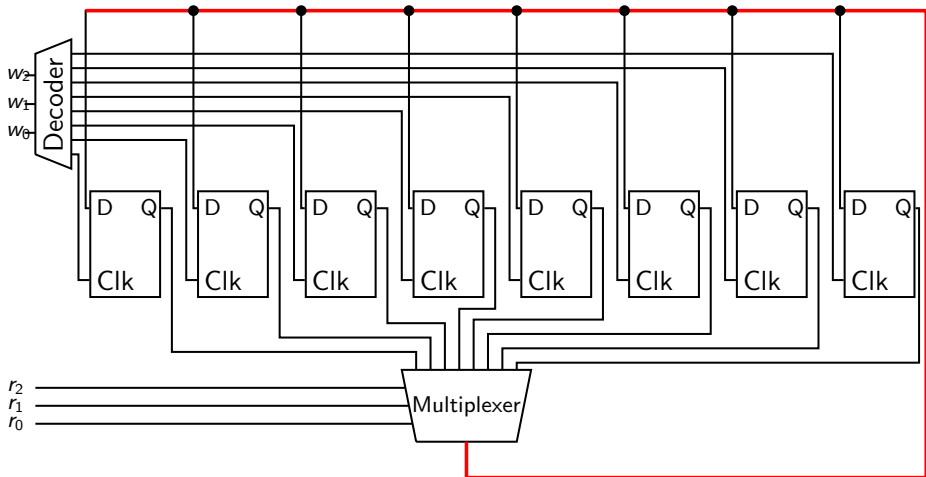 w₂
w₁
w₀
Decoder
D Q D Q D Q D Q D Q D Q D Q D Q
Clk Clk Clk Clk Clk Clk Clk Clk
r₂
r₁
r₀
Multiplexer